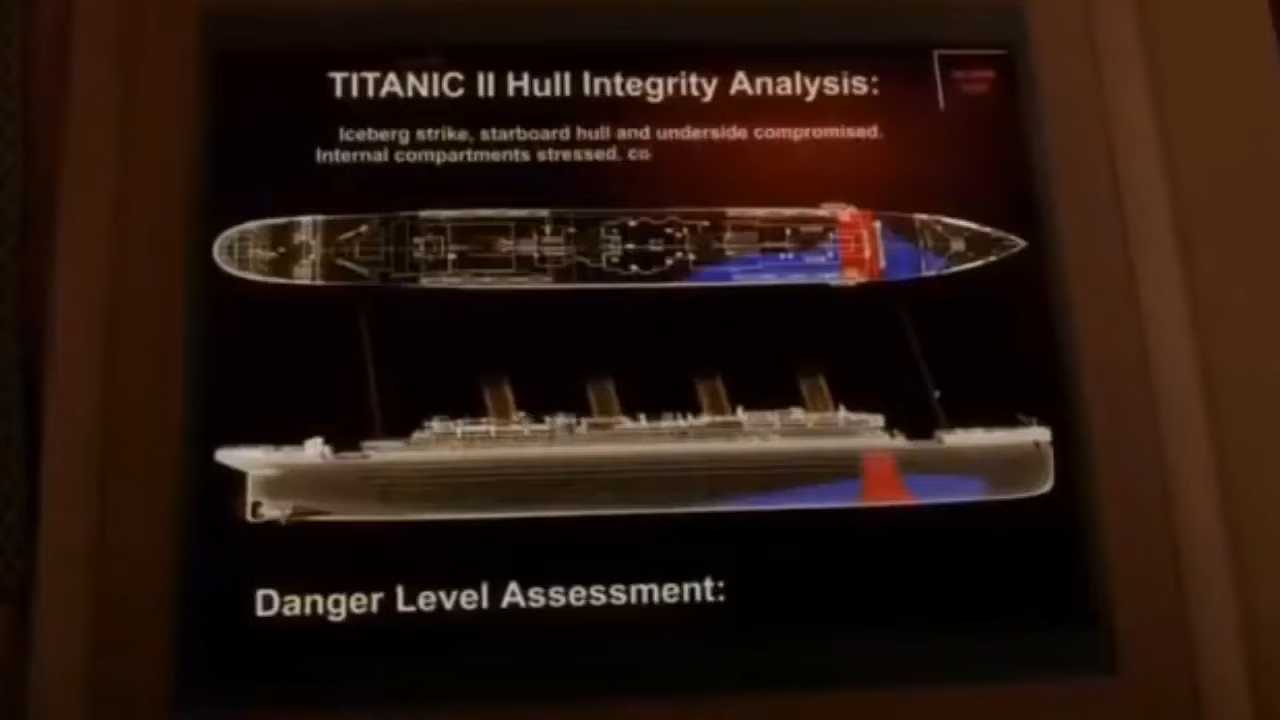 TITANIC II Hull Integrity Analysis:
Iceberg strike, starboard hull and underside compromised.
Internal compartments stressed, co
Danger Level Assessment: